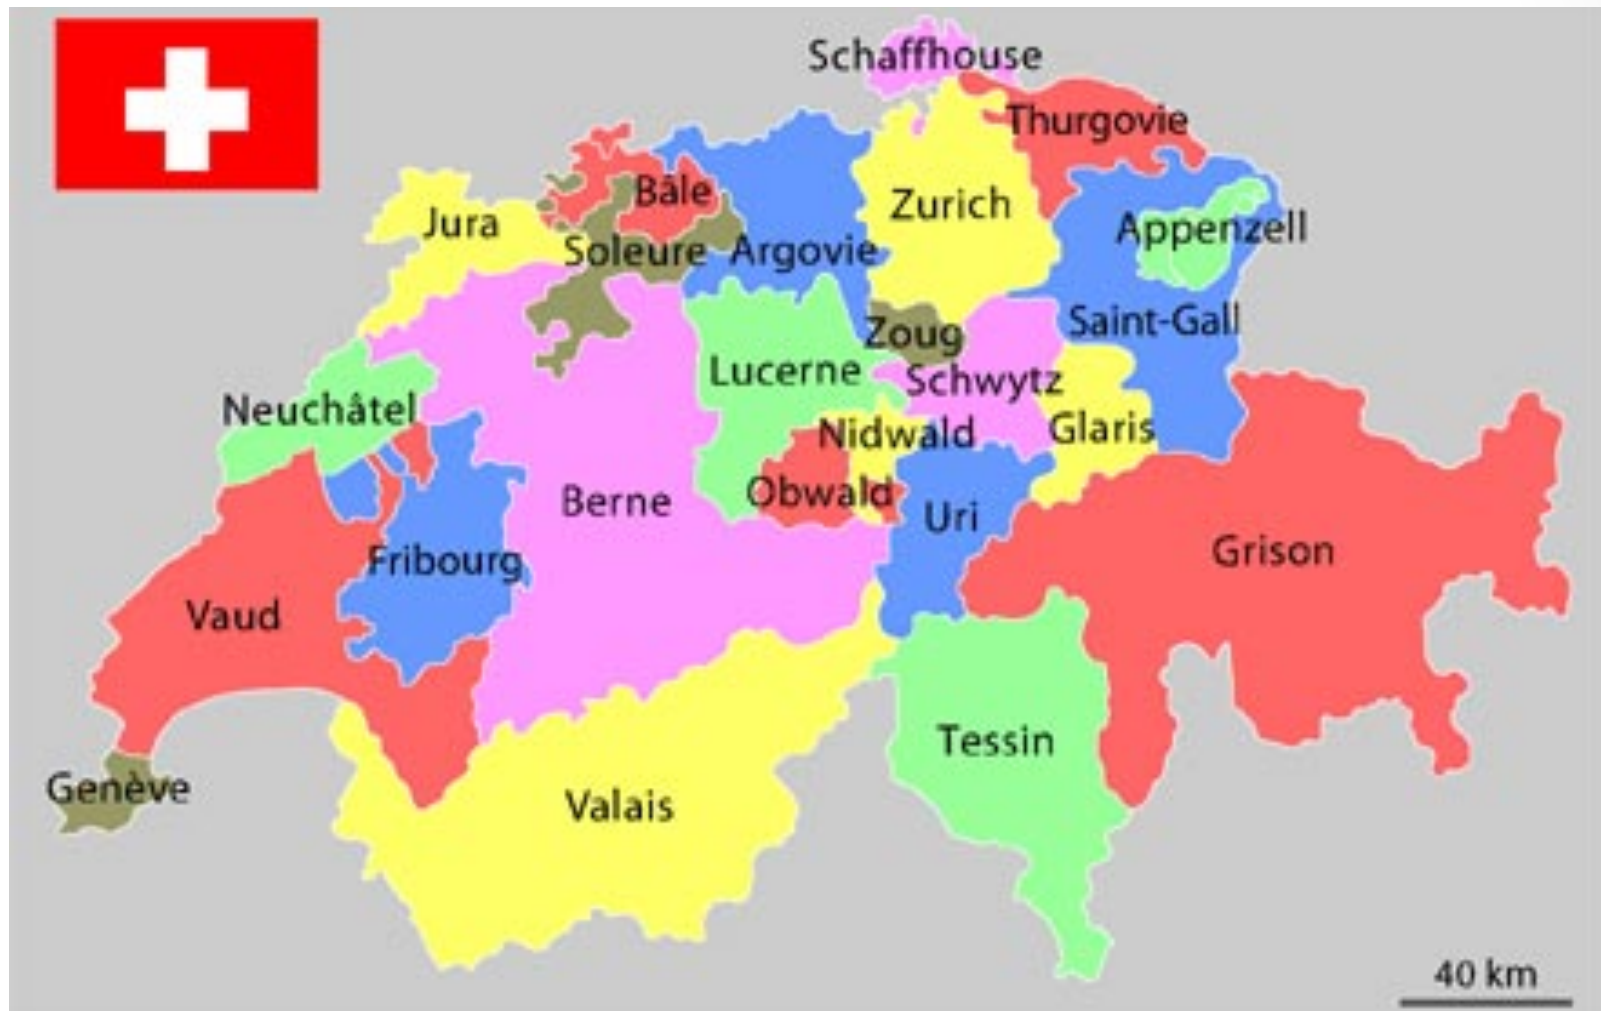 Schaffhouse
Thurgovie
Bâle
Zurich
Jura
Appenzell
Soleure
Argovie
Saint-Gall
Zoug
Lucerne
Schwytz
Neuchâtel
Nidwald
Glaris
Obwald
Berne
Uri
Grison
Fribourg
Vaud
Tessin
Genève
Valais
40 km